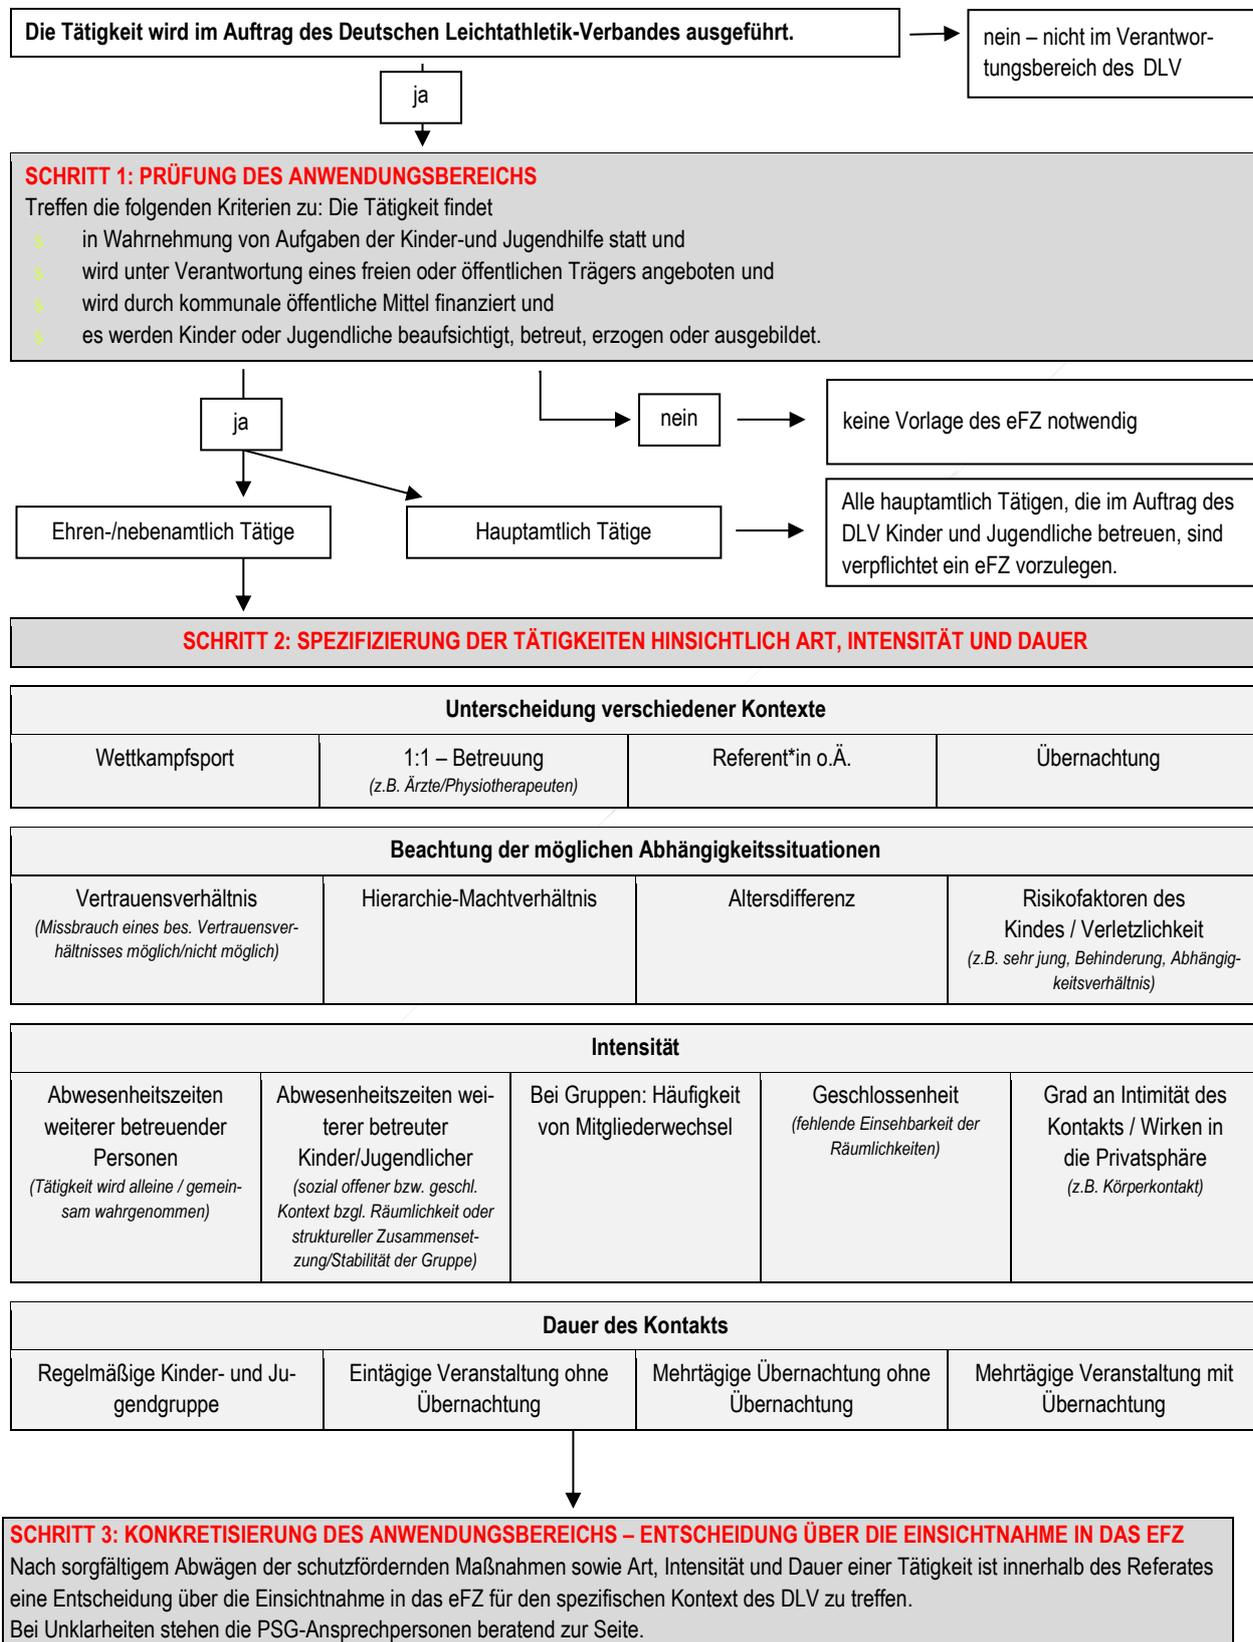 Die Tätigkeit wird im Auftrag des Deutschen Leichtathletik-Verbandes ausgeführt.
nein – nicht im Verantwor-
tungsbereich des DLV
ja
SCHRITT 1: PRÜFUNG DES ANWENDUNGSBEREICHS
Treffen die folgenden Kriterien zu: Die Tätigkeit findet
s in Wahrnehmung von Aufgaben der Kinder-und Jugendhilfe statt und
s wird unter Verantwortung eines freien oder öffentlichen Trägers angeboten und
s wird durch kommunale öffentliche Mittel finanziert und
s es werden Kinder oder Jugendliche beaufsichtigt, betreut, erzogen oder ausgebildet.
ja
nein
keine Vorlage des eFZ notwendig
Ehren-/nebenamtlich Tätige
Hauptamtlich Tätige
Alle hauptamtlich Tätigen, die im Auftrag des
DLV Kinder und Jugendliche betreuen, sind
verpflichtet ein eFZ vorzulegen.
SCHRITT 2: SPEZIFIZIERUNG DER TÄTIGKEITEN HINSICHTLICH ART, INTENSITÄT UND DAUER
Unterscheidung verschiedener Kontexte
Wettkampfsport
1:1 – Betreuung
(z.B. Ärzte/Physiotherapeuten)
Referent*in o.Ä.
Übernachtung
Beachtung der möglichen Abhängigkeitssituationen
Vertrauensverhältnis
(Missbrauch eines bes. Vertrauensver-
hältnisses möglich/nicht möglich)
Hierarchie-Machtverhältnis
Altersdifferenz
Risikofaktoren des
Kindes / Verletzlichkeit
(z.B. sehr jung, Behinderung, Abhängig-
keitsverhältnis)
Intensität
Abwesenheitszeiten
weiterer betreuender
Personen
(Tätigkeit wird alleine / gemein-
sam wahrgenommen)
Abwesenheitszeiten wei-
terer betreuter
Kinder/Jugendlicher
(sozial offener bzw. geschl.
Kontext bzgl. Räumlichkeit oder
struktureller Zusammenset-
zung/Stabilität der Gruppe)
Bei Gruppen: Häufigkeit
von Mitgliederwechsel
Geschlossenheit
(fehlende Einsehbarkeit der
Räumlichkeiten)
Grad an Intimität des
Kontakts / Wirken in
die Privatsphäre
(z.B. Körperkontakt)
Dauer des Kontakts
Regelmäßige Kinder- und Ju-
gendgruppe
Eintägige Veranstaltung ohne
Übernachtung
Mehrtägige Übernachtung ohne
Übernachtung
Mehrtägige Veranstaltung mit
Übernachtung
SCHRITT 3: KONKRETISIERUNG DES ANWENDUNGSBEREICHS – ENTSCHEIDUNG ÜBER DIE EINSICHTNAHME IN DAS EFZ
Nach sorgfältigem Abwägen der schutzfördernden Maßnahmen sowie Art, Intensität und Dauer einer Tätigkeit ist innerhalb des Referates
eine Entscheidung über die Einsichtnahme in das eFZ für den spezifischen Kontext des DLV zu treffen.
Bei Unklarheiten stehen die PSG-Ansprechpersonen beratend zur Seite.